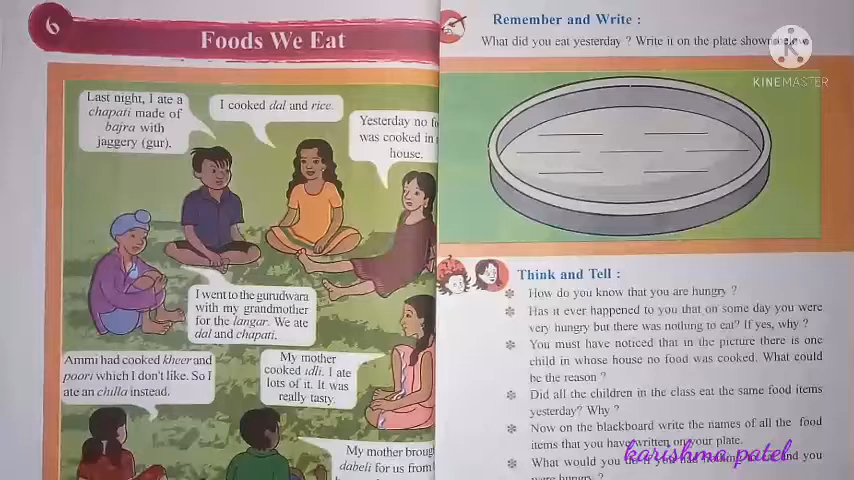 6
Foods We Eat
Last night, I ate a
chapati made of
bajra with
jaggery (gur).
I cooked dal and rice.
Yesterday no
was cooked in
house.
I went to the gurudwara
with my grandmother
for the langar. We ate
dal and chapati.
Ammi had cooked kheer and
poori which I don't like. So I
ate an chilla instead.
My mother
cooked idli. I ate
lots of it. It was
really tasty.
My mother
dabeli for us from
Remember and Write :
What did you eat yesterday ? Write it on the plate
KINEMASTER
Think and Tell :
How do you know that you are hungry ?
Has it ever happened to you that on some day you were
very hungry but there was nothing to eat? If yes, why ?
You must have noticed that in the picture there is one
child in whose house no food was cooked. What could
be the reason ?
Did all the children in the class eat the same food items
yesterday? Why ?
Now on the blackboard write the names of all the food
items that you have written on your plate.
What would you
you
were hungry ?
karishma patel